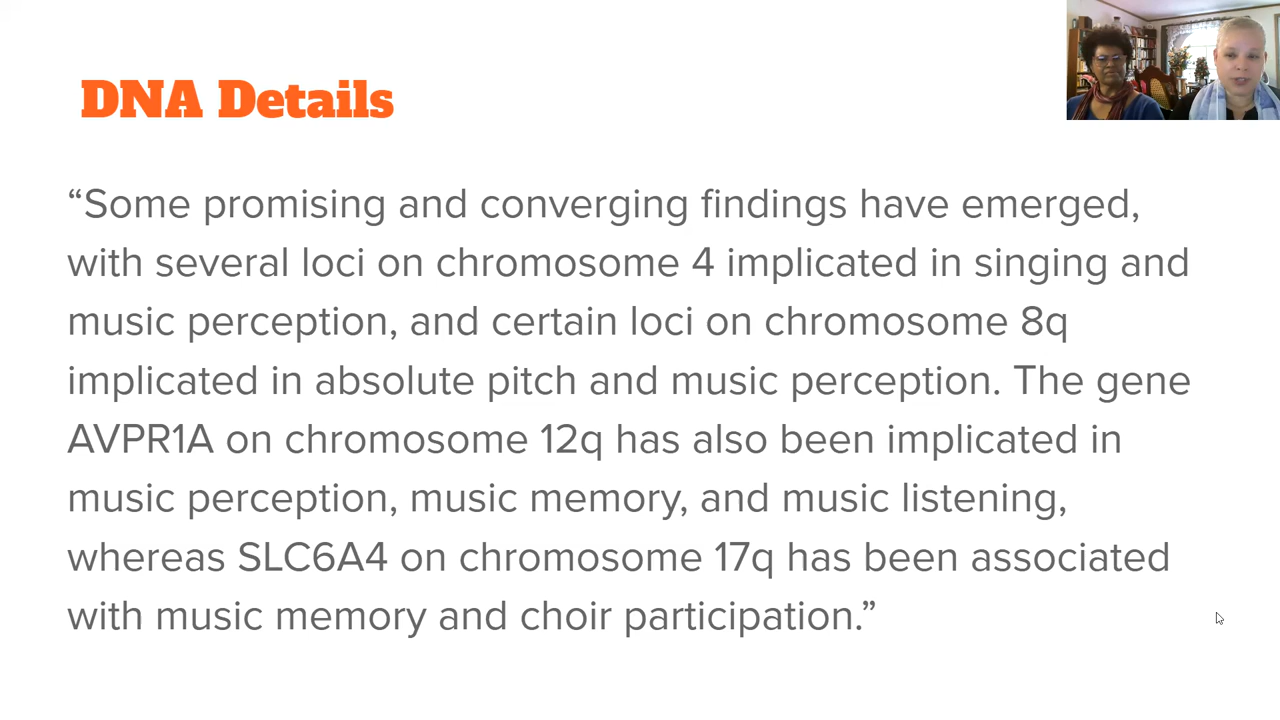 DNA Details
“Some promising and converging findings have emerged,
with several loci on chromosome 4 implicated in singing and
music perception, and certain loci on chromosome 8q
implicated in absolute pitch and music perception. The gene
AVPR1A on chromosome 12q has also been implicated in
music perception, music memory, and music listening,
whereas SLC6A4 on chromosome 17q has been associated
with music memory and choir participation.”